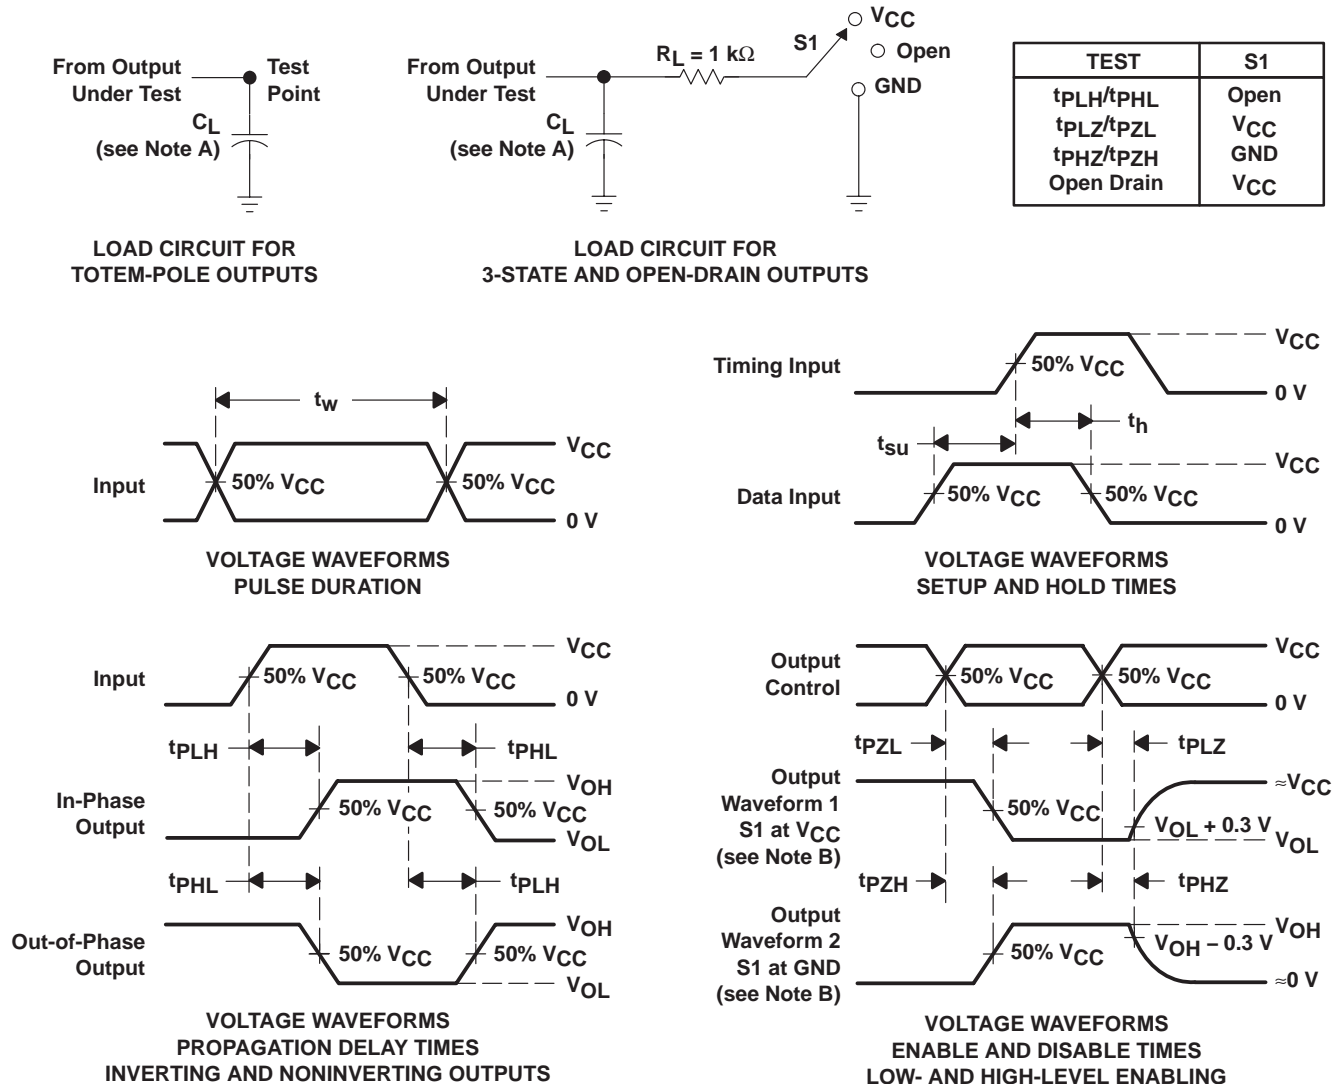 From Output
Under Test
Test
Point
CL
(see Note A)
LOAD CIRCUIT FOR
TOTEM-POLE OUTPUTS
From Output
Under Test
RL = 1 kΩ
S1
VCC
Open
GND
CL
(see Note A)
LOAD CIRCUIT FOR
3-STATE AND OPEN-DRAIN OUTPUTS
TEST S1
tPLH/tPHL Open
tPLZ/tPZL VCC
tPHZ/tPZH GND
Open Drain VCC
tw
Input
50% VCC
50% VCC
VCC
0 V
VOLTAGE WAVEFORMS
PULSE DURATION
Timing Input
50% VCC
VCC
0 V
tsu
th
Data Input
50% VCC
50% VCC
VCC
0 V
VOLTAGE WAVEFORMS
SETUP AND HOLD TIMES
Input
50% VCC
50% VCC
VCC
0 V
tPLH
tPHL
In-Phase
Output
50% VCC
50% VCC
VOH
VOL
tPHL
tPLH
Out-of-Phase
Output
50% VCC
50% VCC
VOH
VOL
VOLTAGE WAVEFORMS
PROPAGATION DELAY TIMES
INVERTING AND NONINVERTING OUTPUTS
Output
Control
50% VCC
50% VCC
VCC
0 V
tPZL
tPLZ
Output
Waveform 1
S1 at VCC
(see Note B)
50% VCC
≈VCC
VOL + 0.3 V
VOL
tPZH
tPHZ
Output
Waveform 2
S1 at GND
(see Note B)
50% VCC
VOH
VOH − 0.3 V
≈0 V
VOLTAGE WAVEFORMS
ENABLE AND DISABLE TIMES
LOW- AND HIGH-LEVEL ENABLING